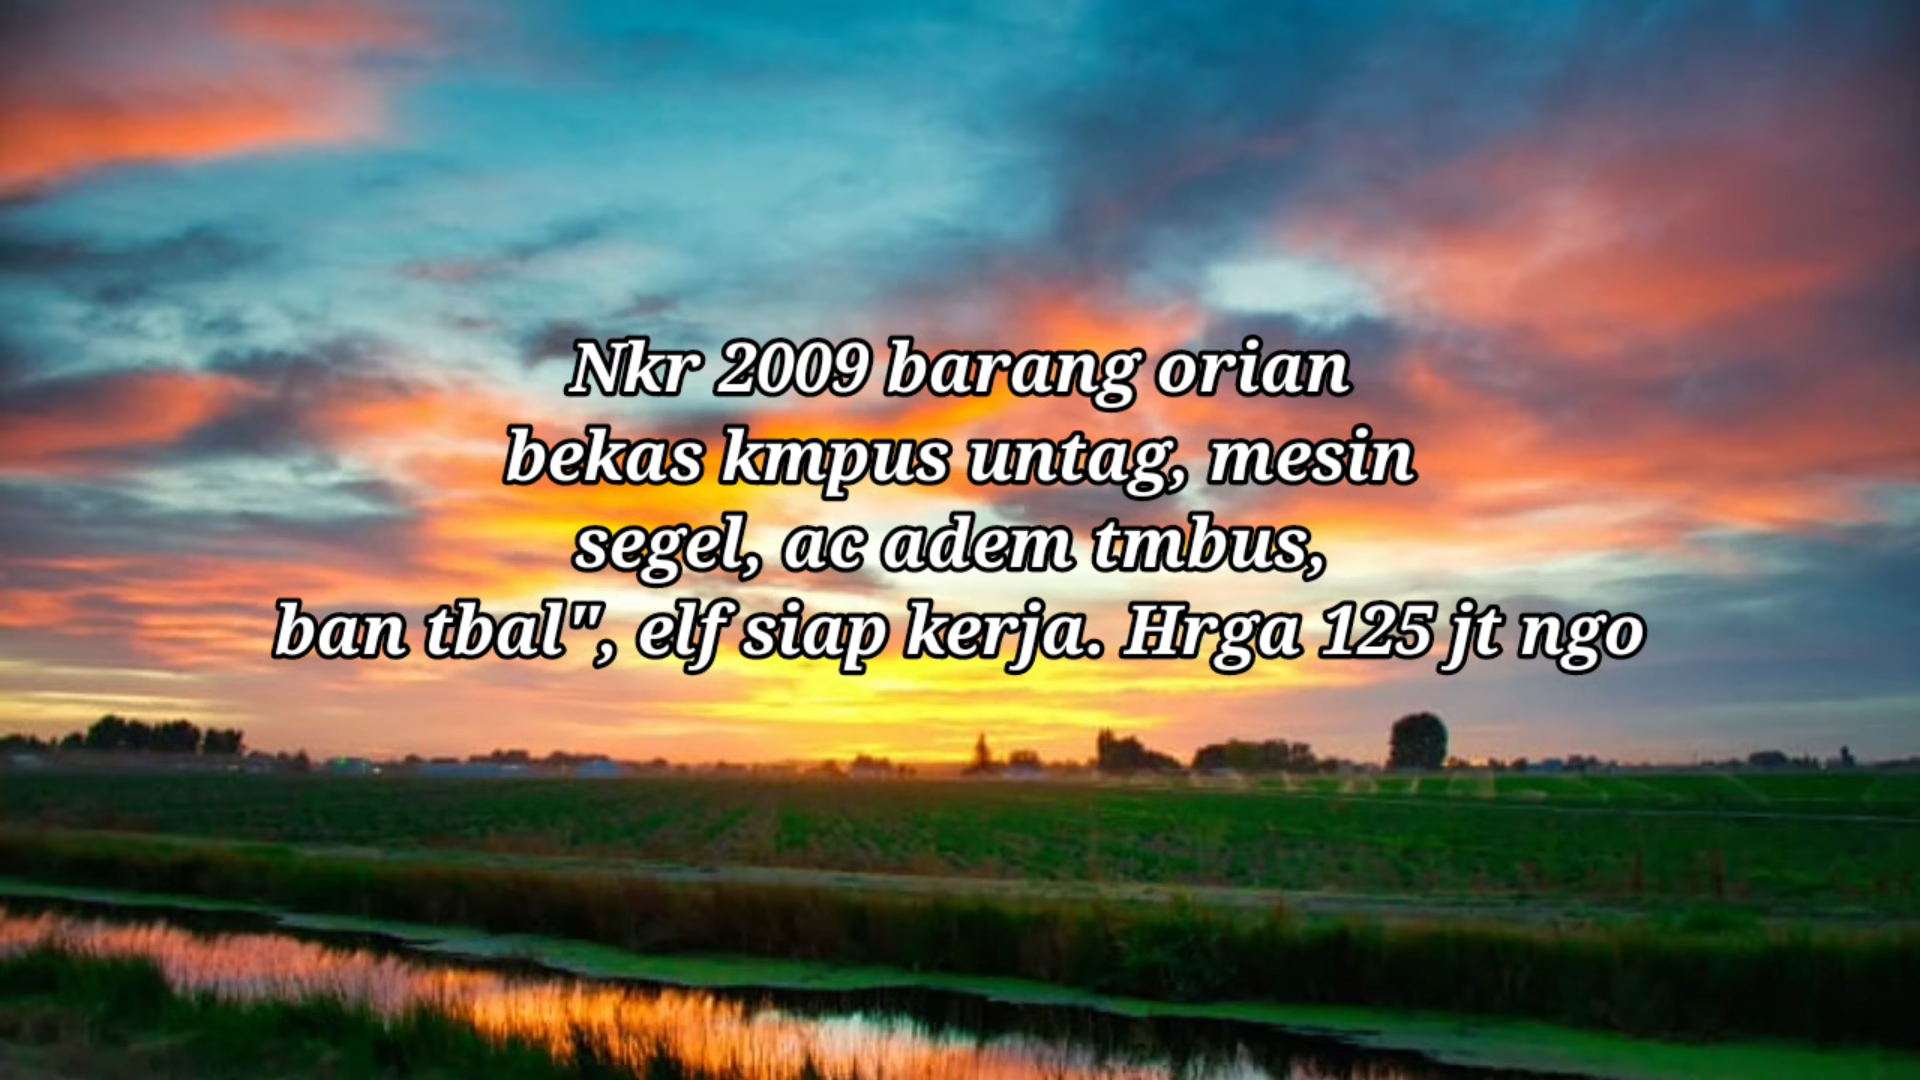 Nkr 2009 barang orian
bekas kmpus untag, mesin
segel, ac adem tmbus,
ban tbal", elf siap kerja. Hrga 125 jt ngo